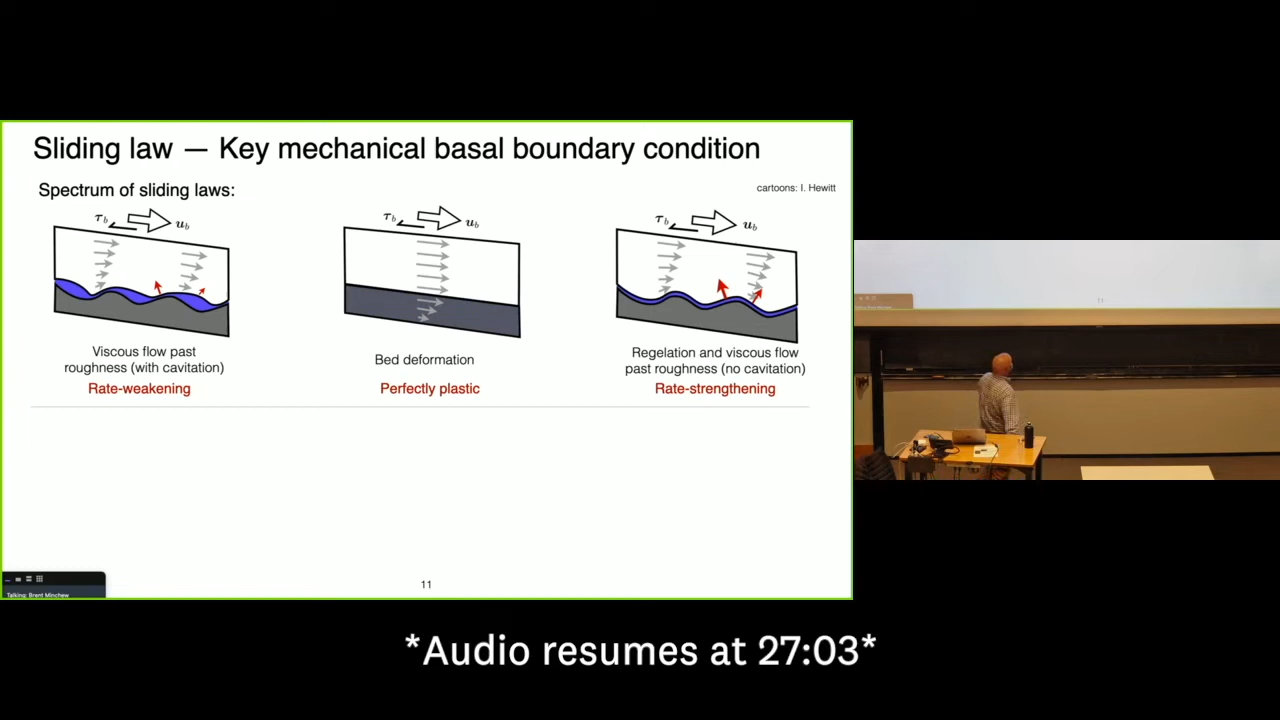 Sliding law — Key mechanical basal boundary condition
Spectrum of sliding laws:
cartoons: I. Hewitt
τb
ub
τb
ub
τb
ub
Viscous flow past
roughness (with cavitation)
Rate-weakening
Bed deformation
Perfectly plastic
Regelation and viscous flow
past roughness (no cavitation)
Rate-strengthening
11
Talking: Brent Minchew
11
*Audio resumes at 27:03*